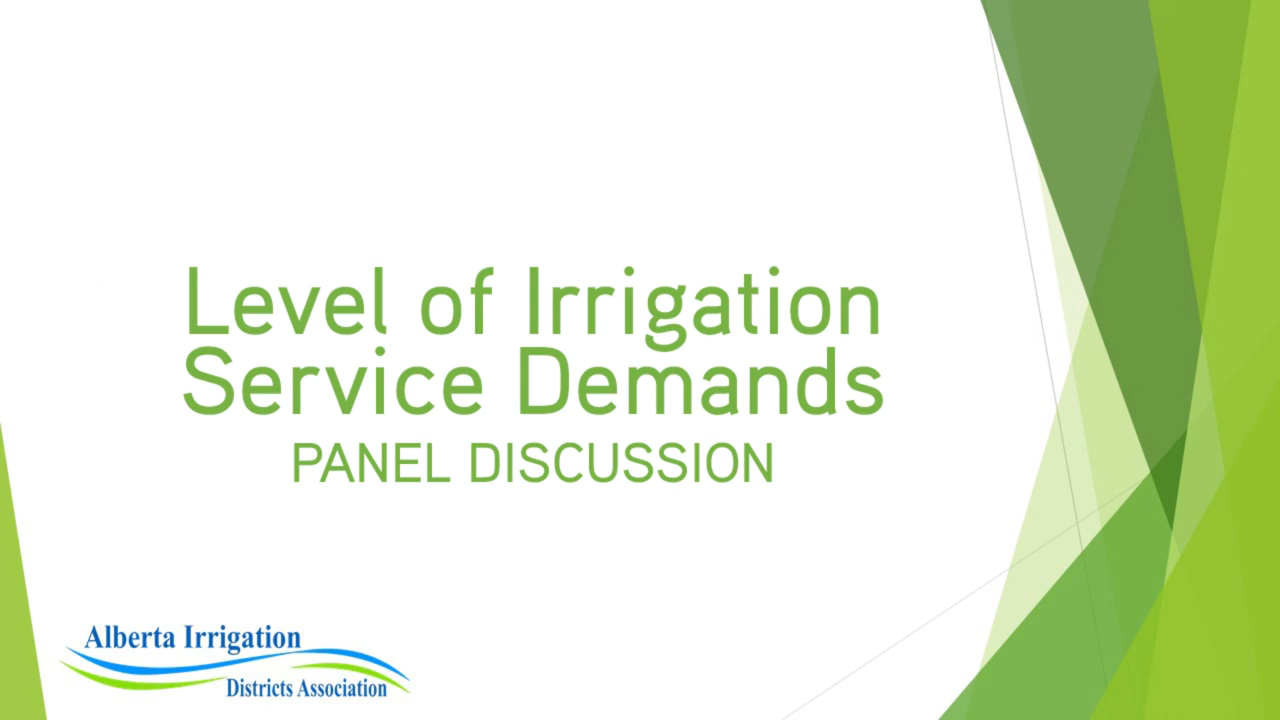 Level of Irrigation
Service Demands
PANEL DISCUSSION
Alberta Irrigation
Districts Association